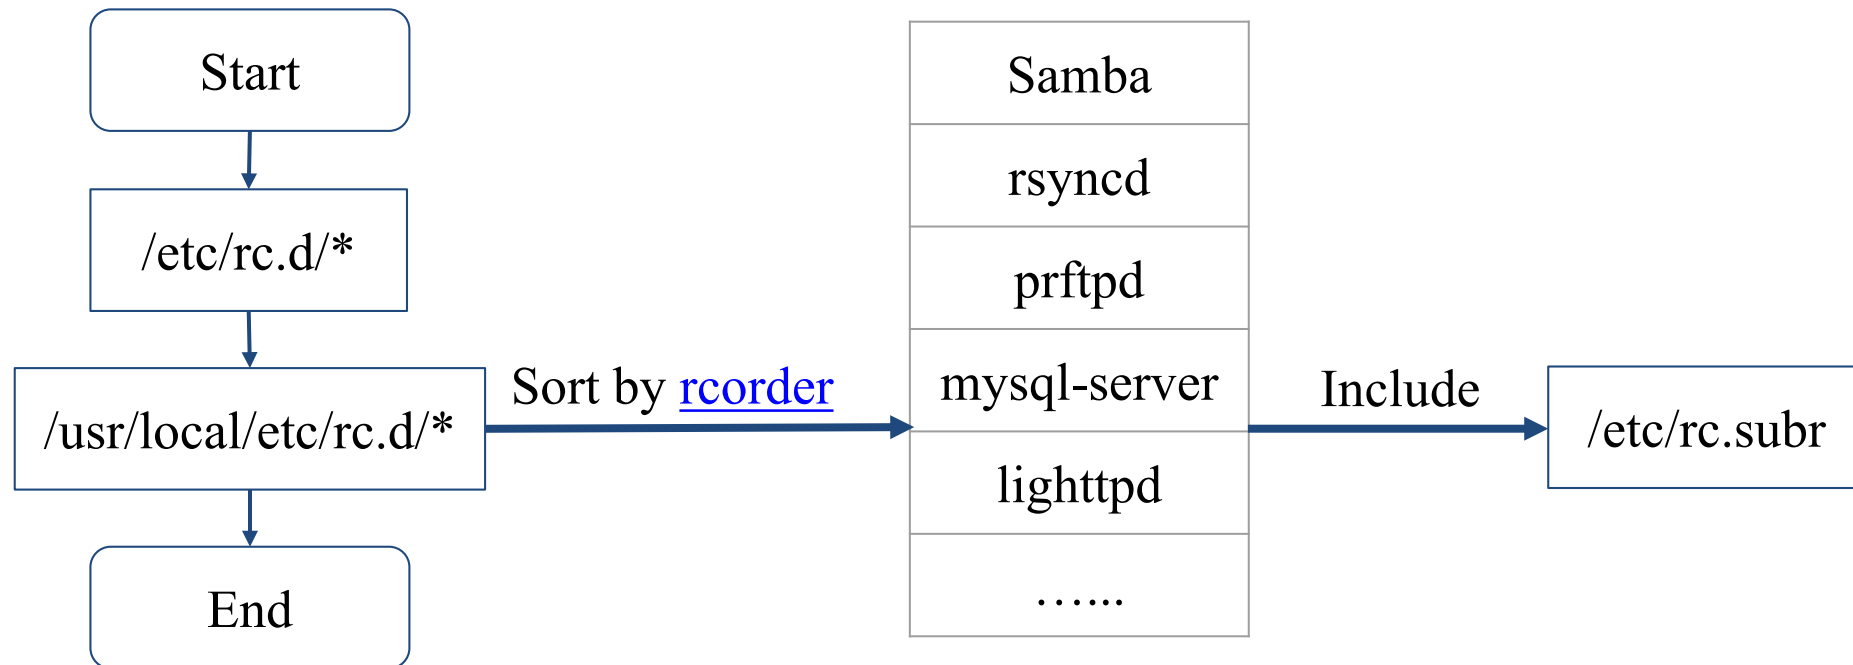 Start
/etc/rc.d/*
/usr/local/etc/rc.d/*
End
Sort by rcorder
Samba
rsyncd
prftpd
mysql-server
lighttpd
…...
Include
/etc/rc.subr